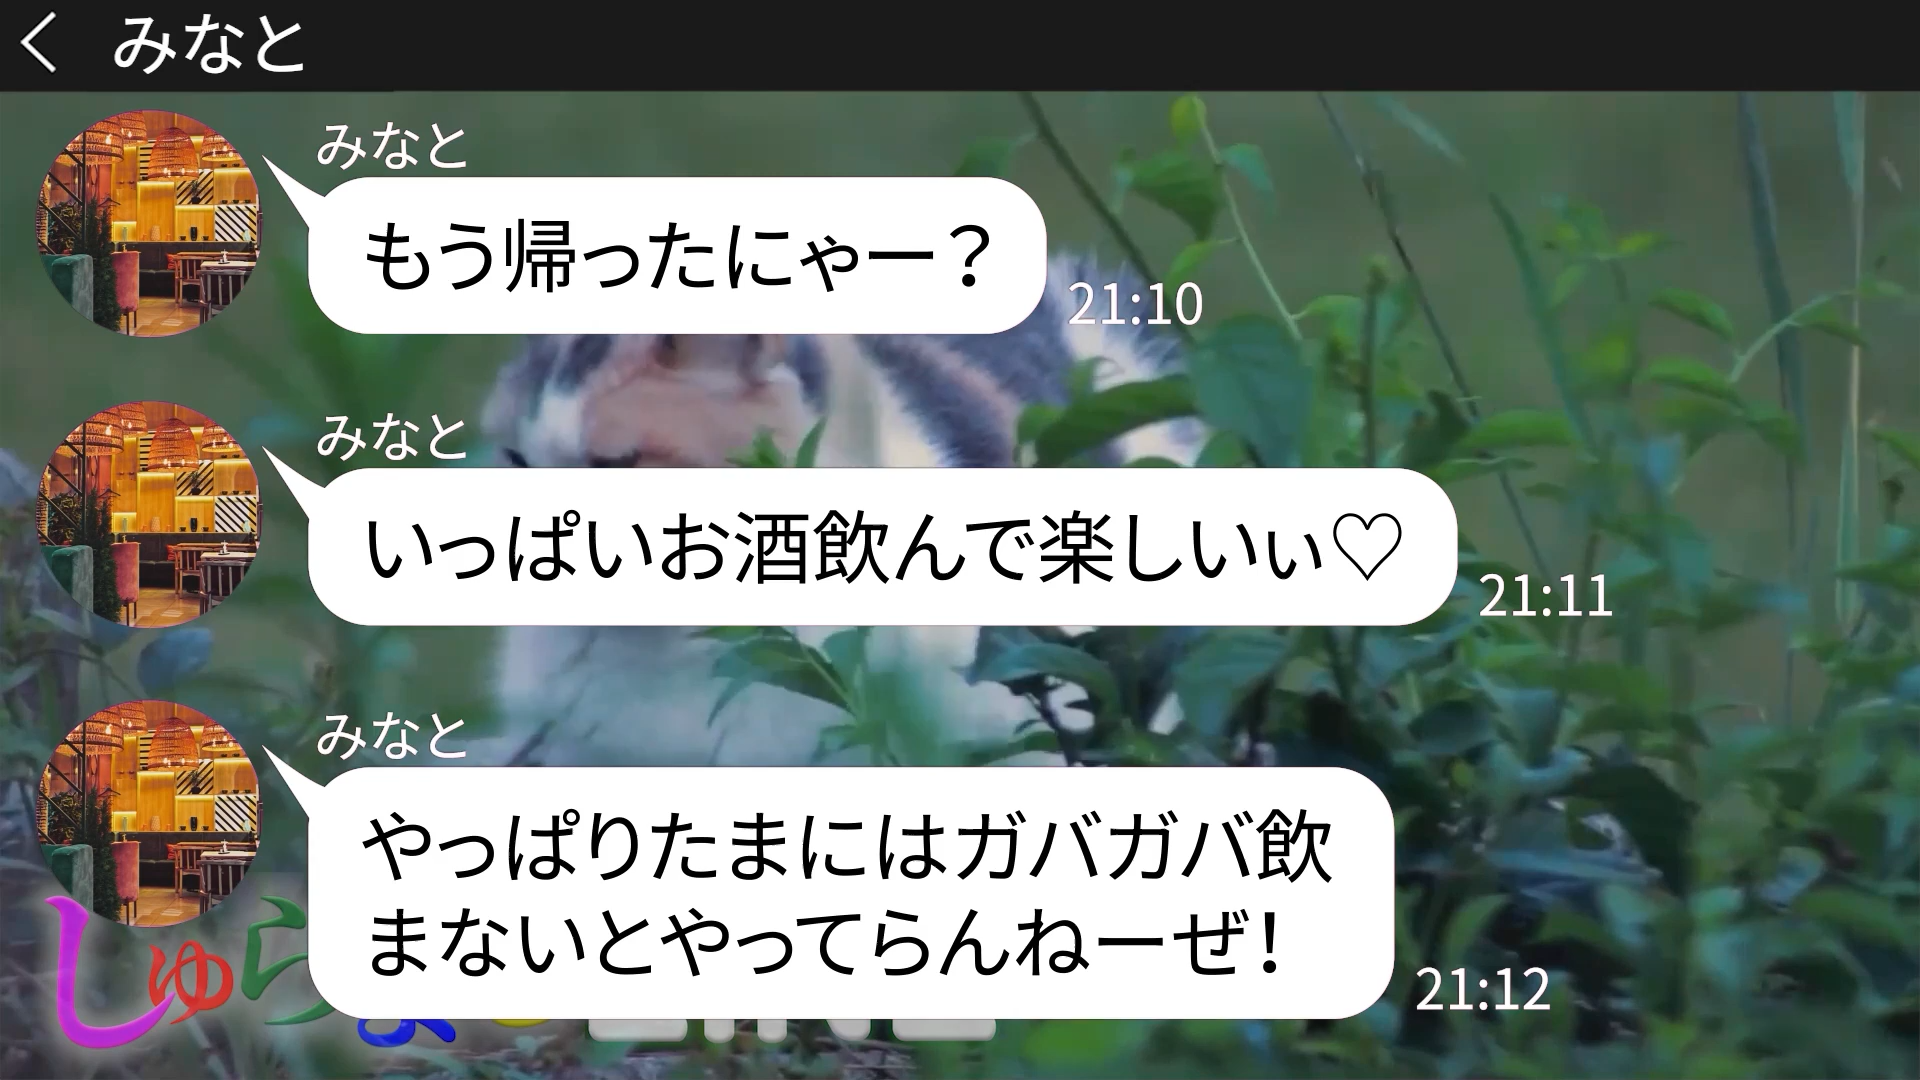 みなと
みなと
もう帰ったにゃー？
21:10
みなと
いっぱいお酒飲んで楽しいぃ♡
21:11
みなと
やっぱりたまにはガバガバ飲
まないとやってらんねーぜ！
21:12
しゅら